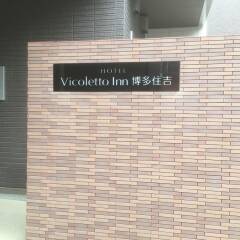 HOTEL
Vicoletto Inn 博多住吉